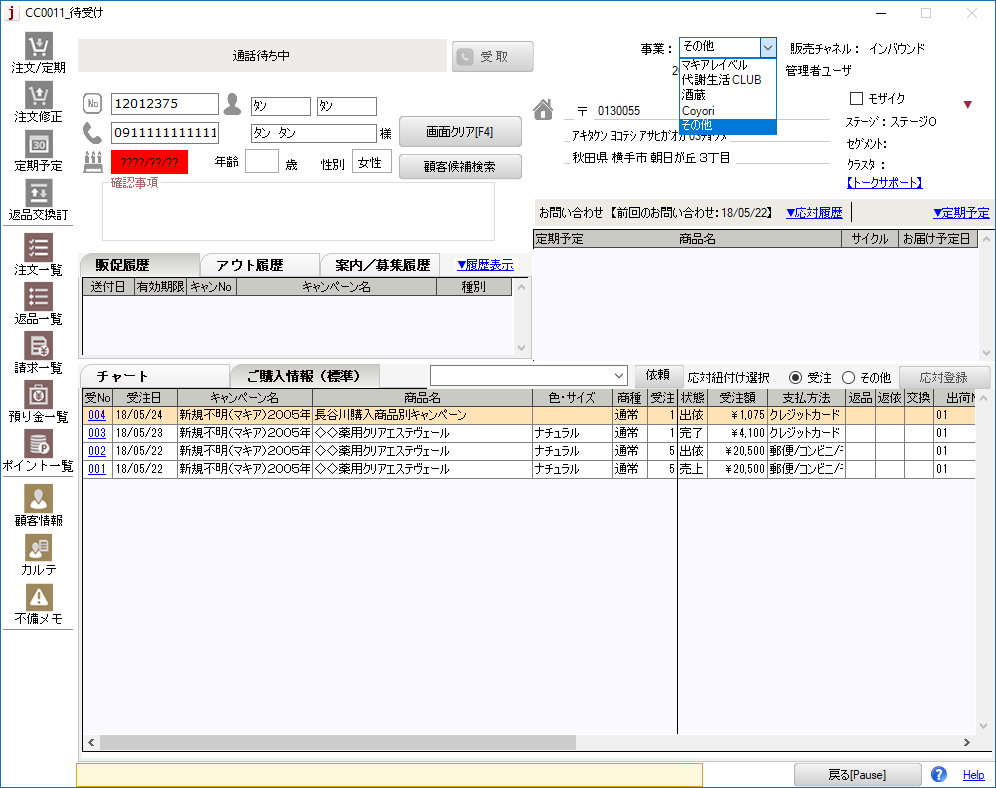 CC0011_待受け
注文/定期
注文修正
定期予定
返品交換訂
注文一覧
返品一覧
請求一覧
預り金一覧
ポイント一覧
顧客情報
カルテ
不備メモ
通話待ち中
受取
事業： その他 販売チャネル： インバウンド
マキアレイベル
代謝生活CLUB
酒蔵
Coyori
その他
管理者ユーザ
No 12012375 ﾀﾝ ﾀﾝ
0911111111111 ﾀﾝ ﾀﾝ 様 画面クリア[F4]
????/??/?? 年齢 歳 性別 女性 顧客候補検索
確認事項
〒 0130055
秋田県 横手市 朝日が丘 3丁目
モザイク
ステージ：ステージ0
セグメント：
クラスタ：
【トークサポート】
お問い合わせ 【前回のお問い合わせ：18/05/22】 ▼応対履歴 ▼定期予定
定期予定 商品名 サイクル お届け予定日
販促履歴 アウト履歴 案内／募集履歴 ▼履歴表示
送付日 有効期限 キャンNo キャンペーン名 種別
チャート ご購入情報（標準） 依頼 応対紐付け選択 受注 その他 応対登録
受No 受注日 キャンペーン名 商品名 色・サイズ 商種 受注 状態 受注額 支払方法 返品 返依 交換
004 18/05/24 新規不明(マキア)2005年 長谷川購入商品別キャンペーン 通常 1 出依 ￥1,075 クレジットカード 01
003 18/05/23 新規不明(マキア)2005年 ◇◇薬用クリアエステヴェール ナチュラル 通常 1 完了 ￥4,100 クレジットカード 01
002 18/05/22 新規不明(マキア)2005年 ◇◇薬用クリアエステヴェール ナチュラル 通常 5 出依 ￥20,500 郵便/コンビニ/ 01
001 18/05/22 新規不明(マキア)2005年 ◇◇薬用クリアエステヴェール ナチュラル 通常 5 売上 ￥20,500 郵便/コンビニ/ 01
戻る[Pause] Help